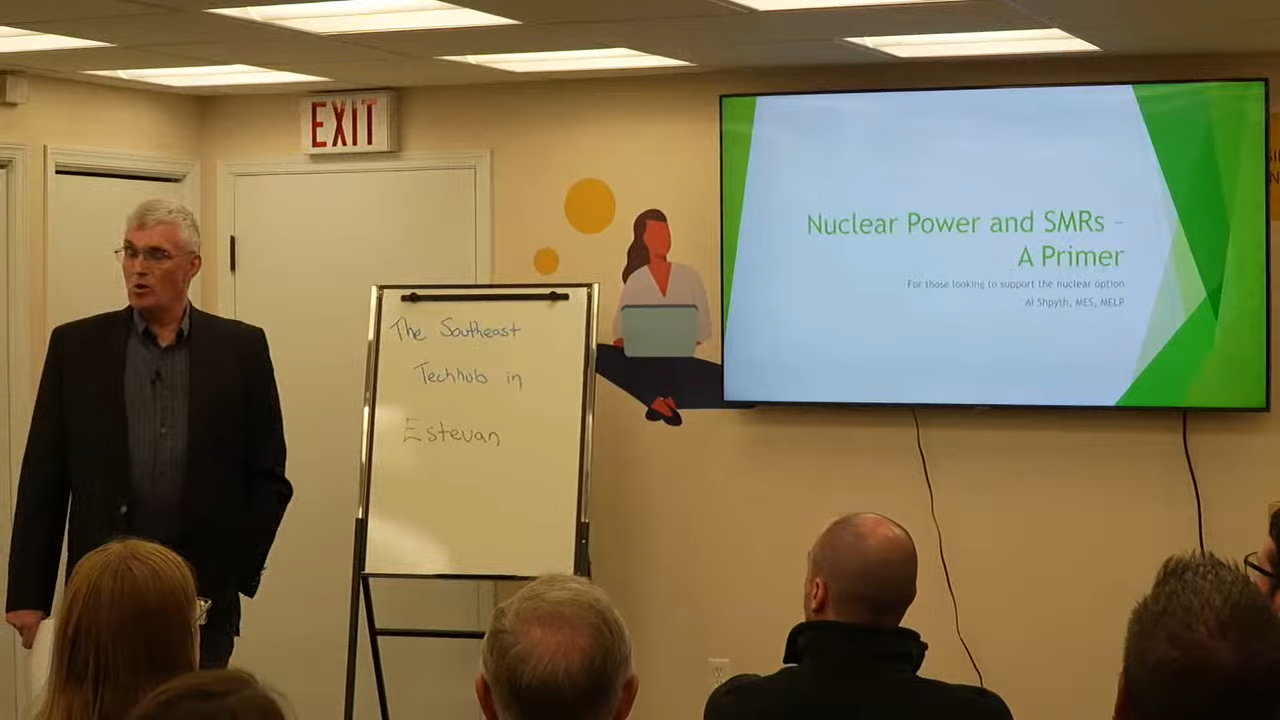 EXIT
The Southeast
Techhub in
Estevan
Nuclear Power and SMRs –
A Primer
For those looking to support the nuclear option
Al Shpyth, MES, MELP